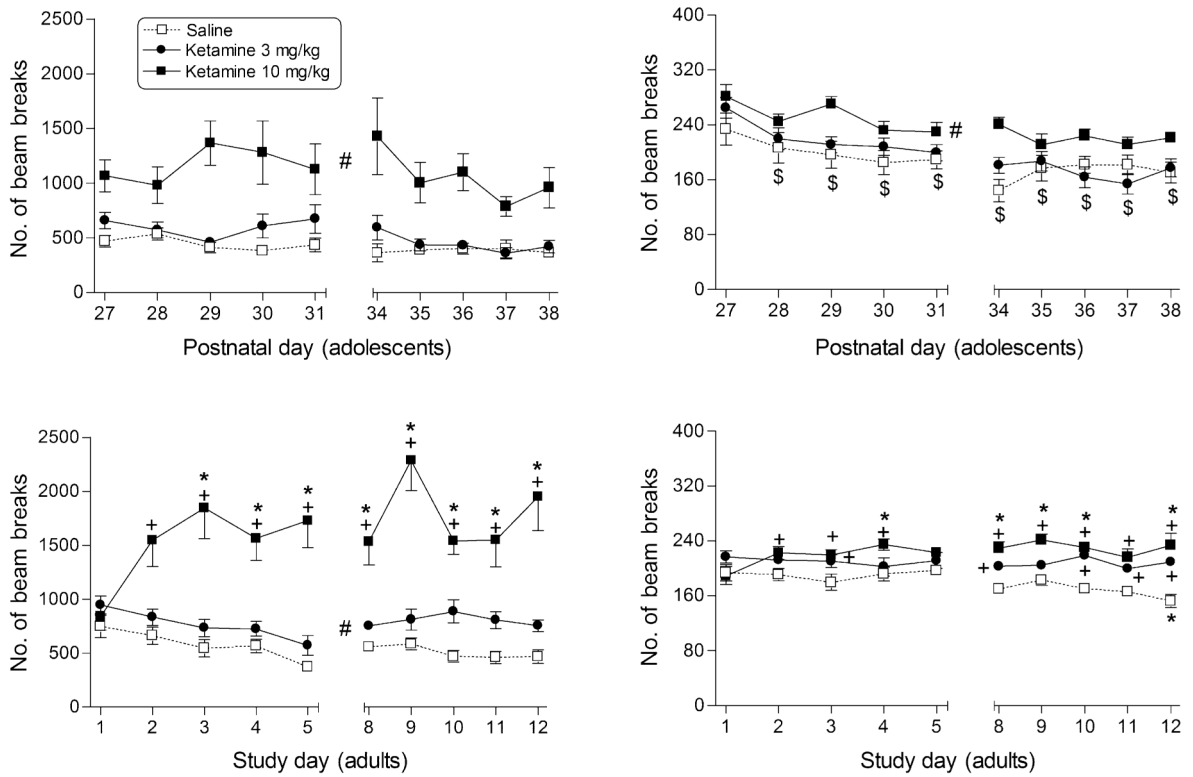 No. of beam breaks
2500
2000
1500
1000
500
0
Saline
Ketamine 3 mg/kg
Ketamine 10 mg/kg
#
27 28 29 30 31 34 35 36 37 38
Postnatal day (adolescents)
No. of beam breaks
400
320
240
160
80
0
#
$ $ $ $ $ $ $ $ $
27 28 29 30 31 34 35 36 37 38
Postnatal day (adolescents)
No. of beam breaks
2500
2000
1500
1000
500
0
* * * * * * * *
+ + + + + + + + +
#
1 2 3 4 5 8 9 10 11 12
Study day (adults)
No. of beam breaks
400
320
240
160
80
0
* * * * *
+ + + + + + + +
+ + + + +
*
1 2 3 4 5 8 9 10 11 12
Study day (adults)